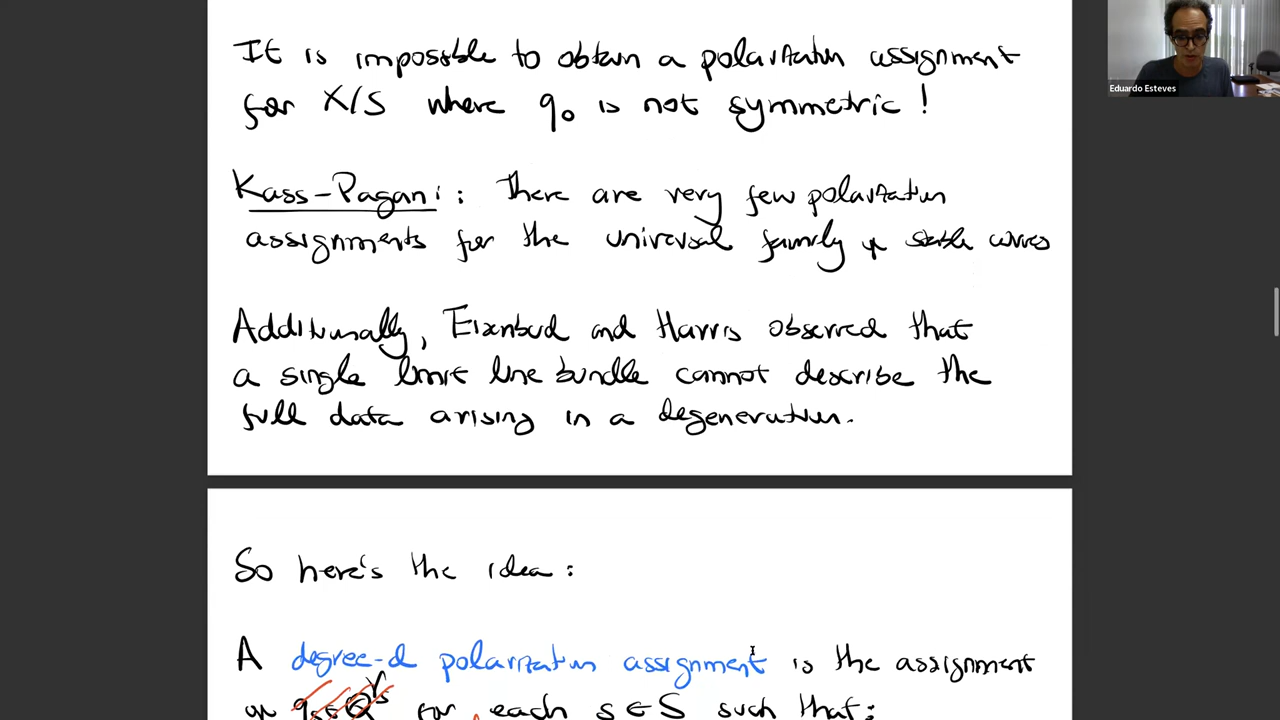 It is impossible to obtain a polarization assignment
for X/S where q₀ is not symmetric!
Kass-Pagani: There are very few polarization
assignments for the universal family of stable curves
Additionally, Eisenbud and Harris observed that
a single limit line bundle cannot describe the
full data arising in a degeneration.
So here's the idea:
A degree-d polarization assignment is the assignment
for each s ∈ S such that:
Eduardo Esteves